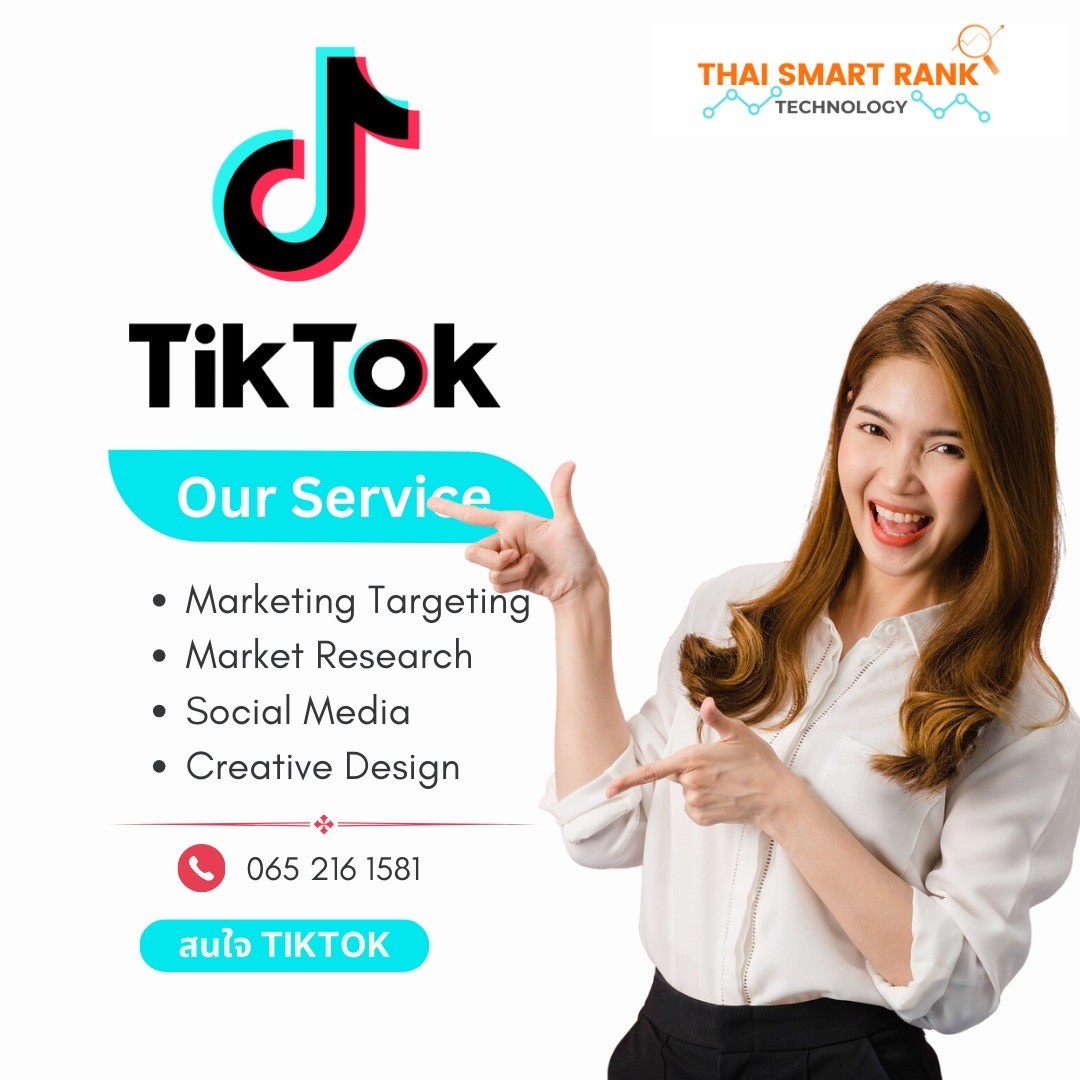 THAI SMART RANK
TECHNOLOGY
TikTok
Our Service
• Marketing Targeting
• Market Research
• Social Media
• Creative Design
065 216 1581
สนใจ TIKTOK